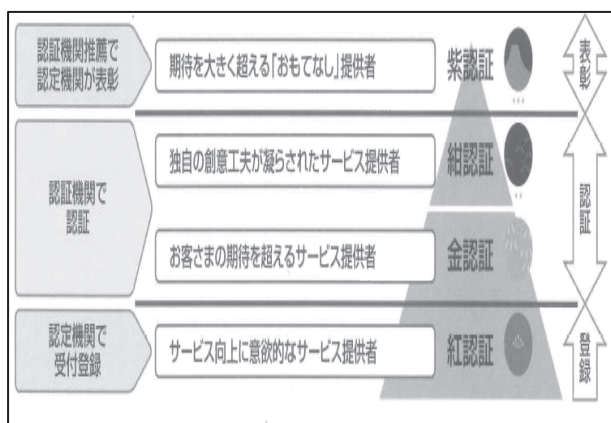 認証機関推薦で
認定機関が表彰
期待を大きく超える「おもてなし」提供者
紫認証
表彰
認証機関で
認証
独自の創意工夫が凝らされたサービス提供者
紺認証
お客さまの期待を超えるサービス提供者
金認証
認証
認定機関で
受付登録
サービス向上に意欲的なサービス提供者
紅認証
登録